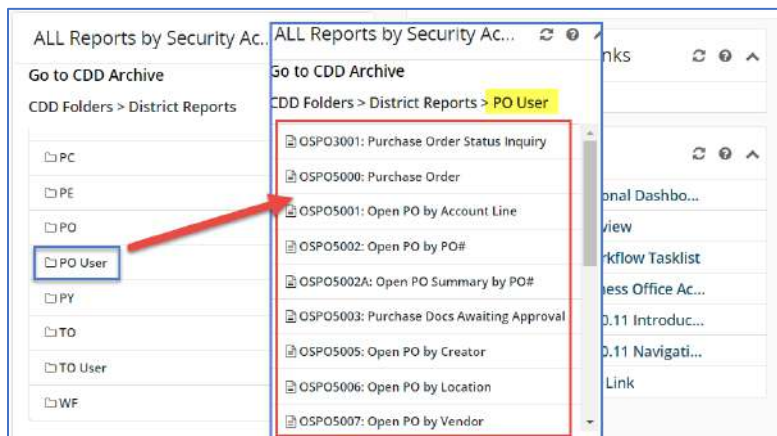 ALL Reports by Security Ac..
Go to CDD Archive
CDD Folders > District Reports
PC
PE
PO
PO User
PY
TO
TO User
WF
ALL Reports by Security Ac...
Go to CDD Archive
CDD Folders > District Reports > PO User
OSPO3001: Purchase Order Status Inquiry
OSPO5000: Purchase Order
OSPO5001: Open PO by Account Line
OSPO5002: Open PO by PO#
OSPO5002A: Open PO Summary by PO#
OSPO5003: Purchase Docs Awaiting Approval
OSPO5005: Open PO by Creator
OSPO5006: Open PO by Location
OSPO5007: Open PO by Vendor
nks
onal Dashbo...
view
rkflow Tasklist
ness Office Ac...
0.11 Introduc...
0.11 Navigati...
Link